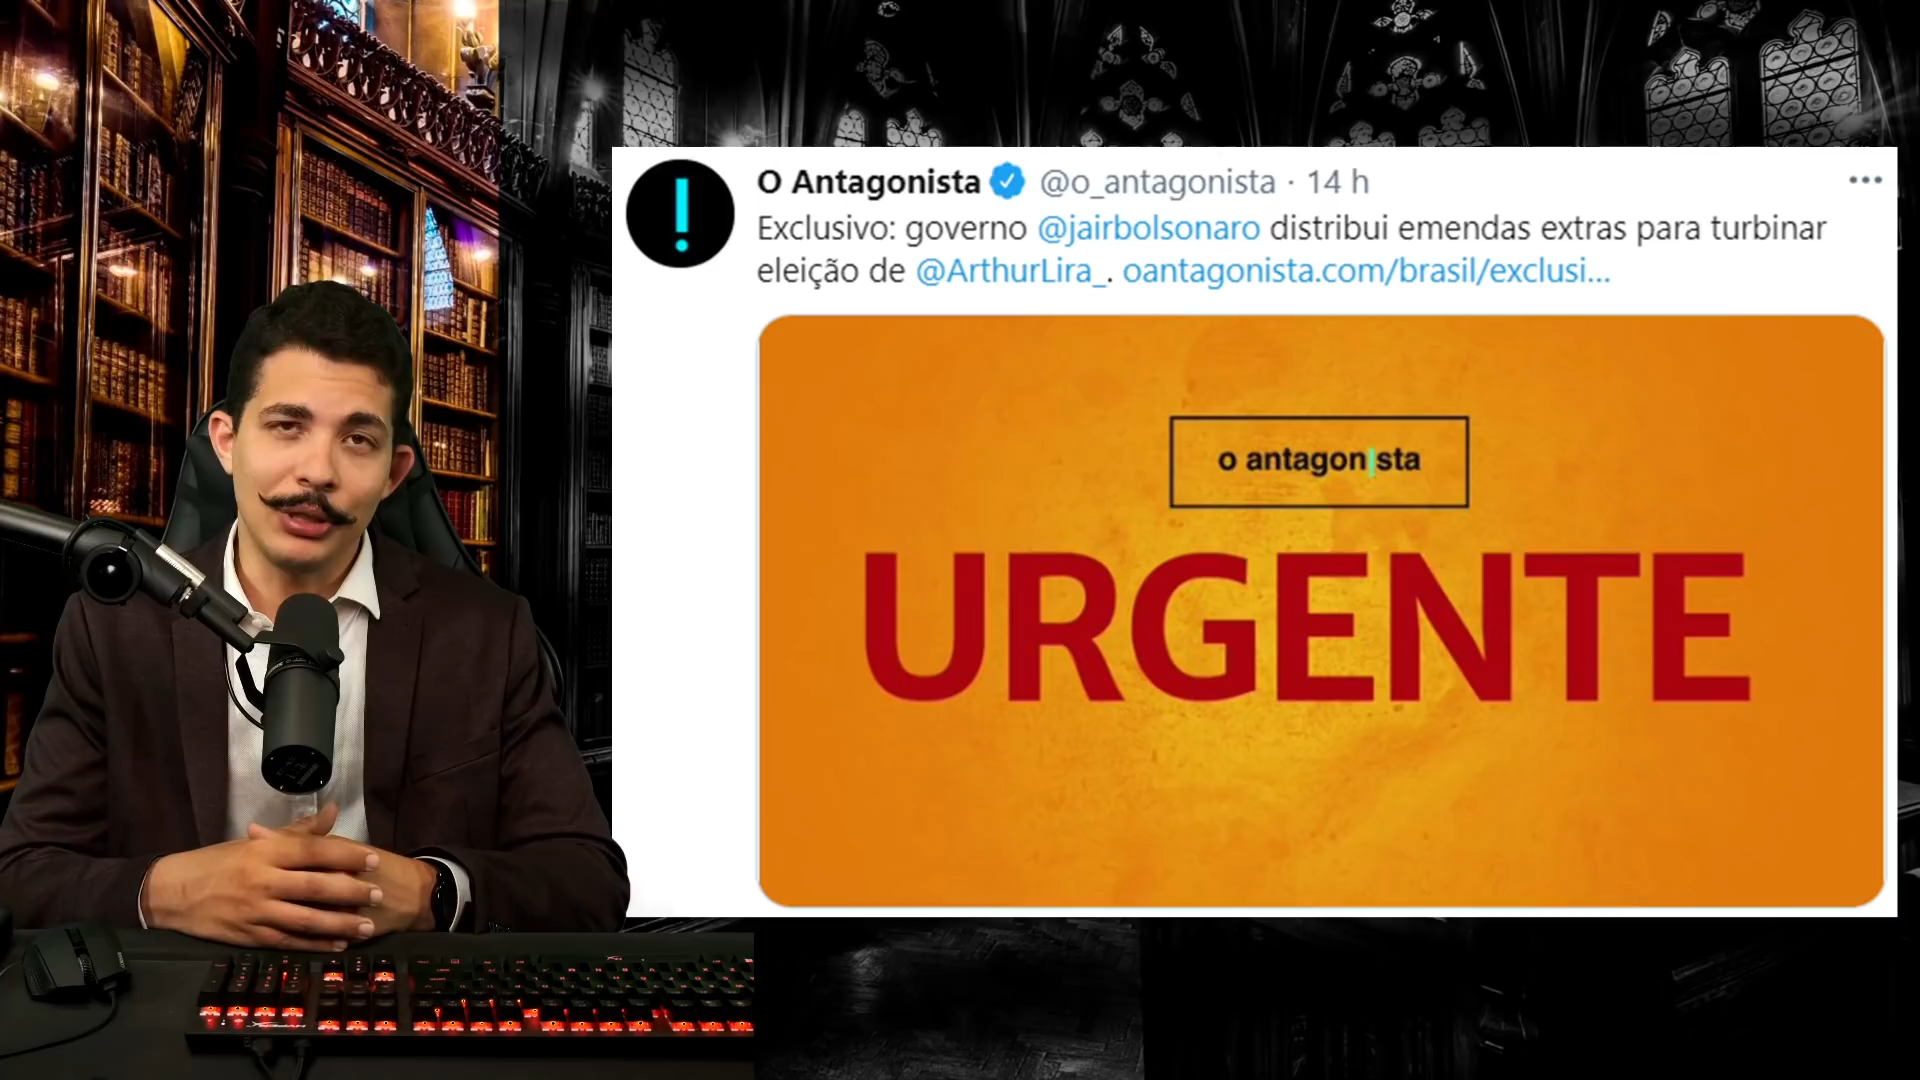 O Antagonista @o_antagonista · 14 h
Exclusivo: governo @jairbolsonaro distribui emendas extras para turbinar
eleição de @ArthurLira_. oantagonista.com/brasil/exclusi...
o antagonista
URGENTE